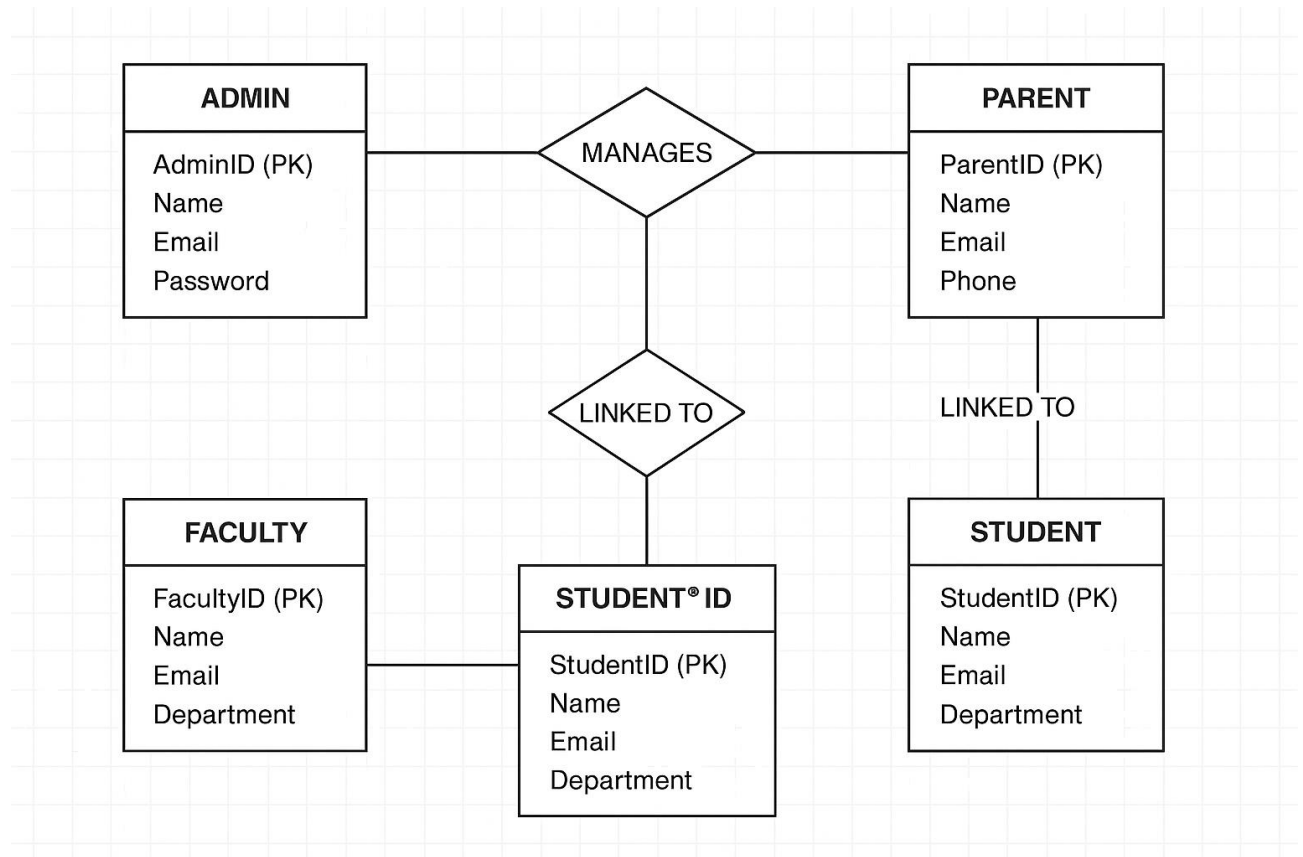 ADMIN
AdminID (PK)
Name
Email
Password
MANAGES
PARENT
ParentID (PK)
Name
Email
Phone
LINKED TO
LINKED TO
FACULTY
FacultyID (PK)
Name
Email
Department
STUDENT® ID
StudentID (PK)
Name
Email
Department
STUDENT
StudentID (PK)
Name
Email
Department